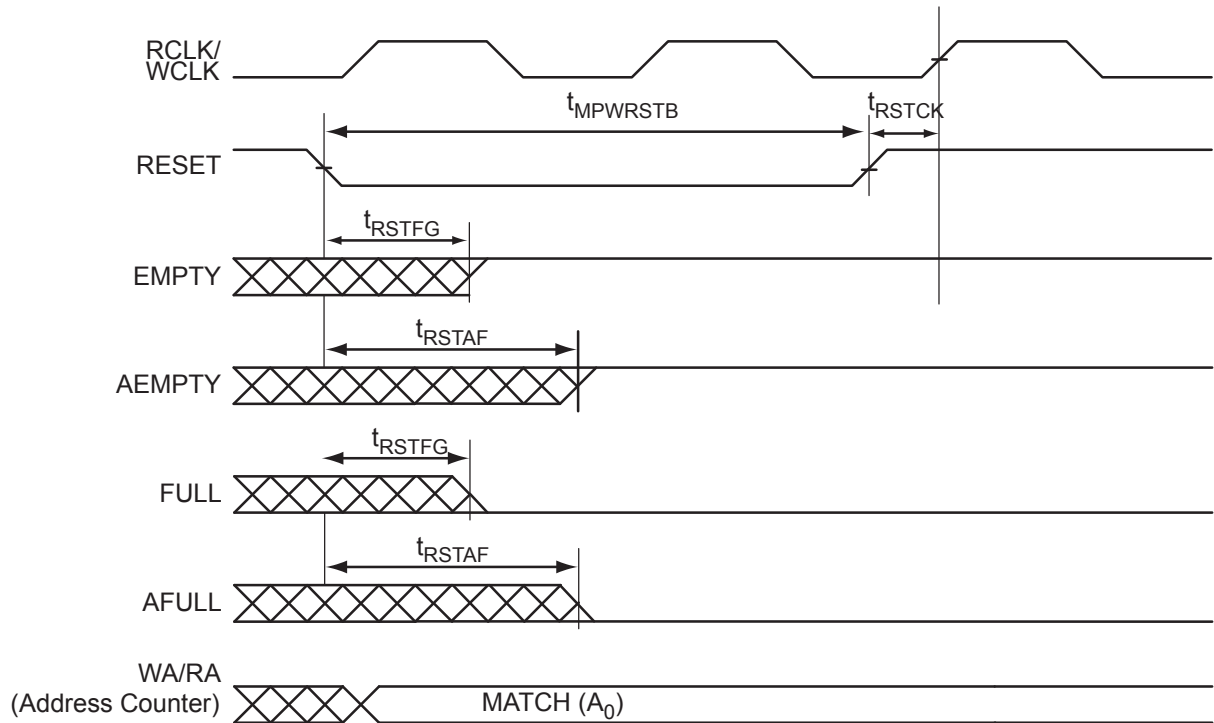 RCLK/
WCLK
tMPWRSTB
tRSTCK
RESET
tRSTFG
EMPTY
tRSTAF
AEMPTY
tRSTFG
FULL
tRSTAF
AFULL
WA/RA
(Address Counter)
MATCH (A0)